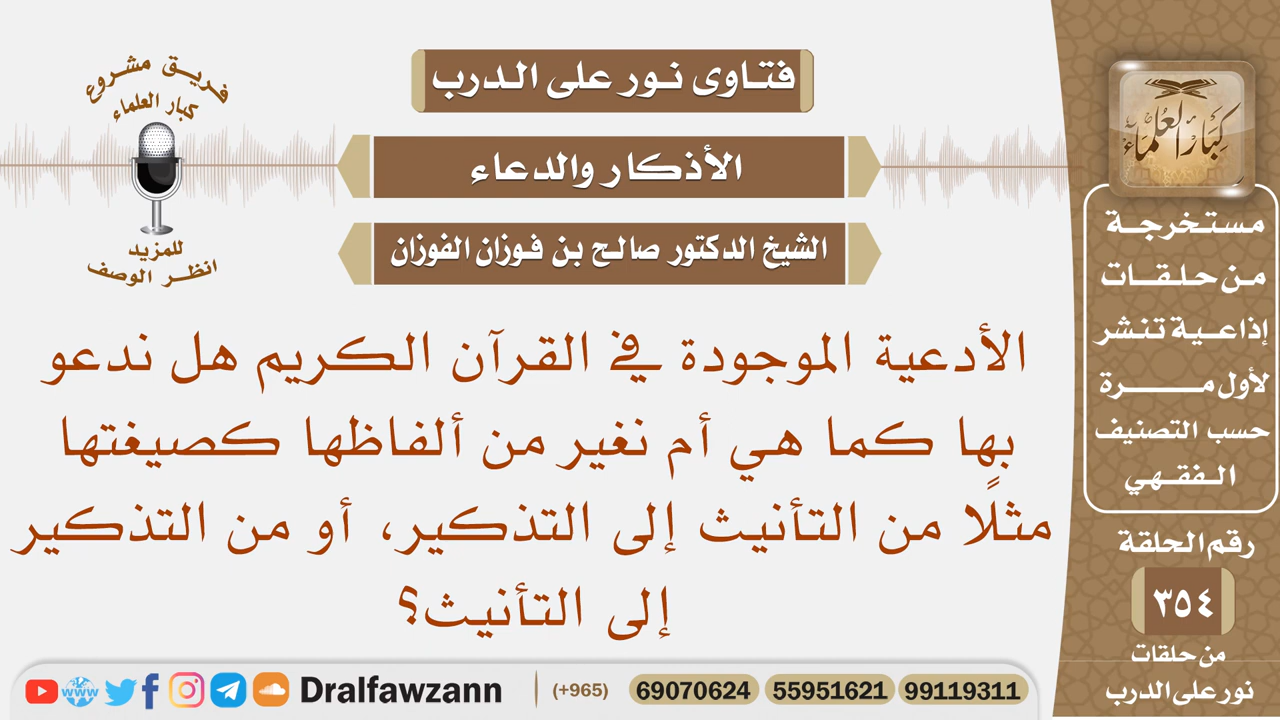 فتاوى نور على الدرب
الأذكار والدعاء
الشيخ الدكتور صالح بن فوزان الفوزان
فريق مشروع
كبار العلماء
للمزيد
انظر الوصف
الأدعية الموجودة في القرآن الكريم هل ندعو
بها كما هي أم نغير من ألفاظها كصيغتها
مثلًا من التأنيث إلى التذكير، أو من التذكير
إلى التأنيث؟
كبار العلماء
مستخرجة
من حلقات
إذاعية تنشر
لأول مرة
حسب التصنيف
الفقهي
رقم الحلقة
٣٥٤
من حلقات
نور على الدرب
www Dralfawzann (+965) 69070624 55951621 99119311